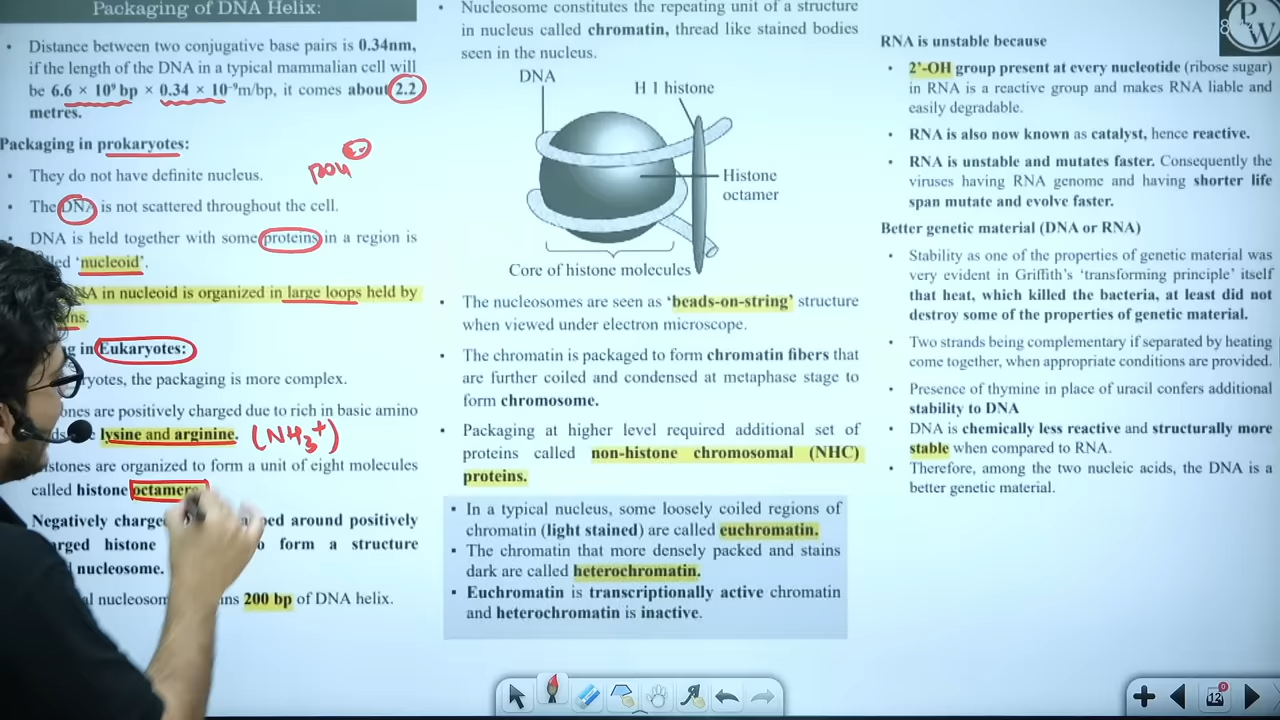 Packaging of DNA Helix:
• Distance between two conjugative base pairs is 0.34nm,
if the length of the DNA in a typical mammalian cell will
be 6.6 × 10⁹ bp × 0.34 × 10⁻⁹m/bp, it comes about 2.2
metres.
Packaging in prokaryotes:
• They do not have definite nucleus.
• The DNA is not scattered throughout the cell.
• DNA is held together with some proteins in a region is
'nucleoid'.
in nucleoid is organized in large loops held by
in Eukaryotes:
the packaging is more complex.
are positively charged due to rich in basic amino
lysine and arginine. (NH₃⁺)
are organized to form a unit of eight molecules
called histone octamer
Negatively around positively
histone form a structure
nucleosome.
200 bp of DNA helix.
• Nucleosome constitutes the repeating unit of a structure
in nucleus called chromatin, thread like stained bodies
seen in the nucleus.
DNA
H 1 histone
Histone
octamer
Core of histone molecules
• The nucleosomes are seen as 'beads-on-string' structure
when viewed under electron microscope.
• The chromatin is packaged to form chromatin fibers that
are further coiled and condensed at metaphase stage to
form chromosome.
• Packaging at higher level required additional set of
proteins called non-histone chromosomal (NHC)
proteins.
• In a typical nucleus, some loosely coiled regions of
chromatin (light stained) are called euchromatin.
• The chromatin that more densely packed and stains
dark are called heterochromatin.
• Euchromatin is transcriptionally active chromatin
and heterochromatin is inactive.
RNA is unstable because
• 2'-OH group present at every nucleotide (ribose sugar)
in RNA is a reactive group and makes RNA liable and
easily degradable.
• RNA is also now known as catalyst, hence reactive.
• RNA is unstable and mutates faster. Consequently the
viruses having RNA genome and having shorter life
span mutate and evolve faster.
Better genetic material (DNA or RNA)
• Stability as one of the properties of genetic material was
very evident in Griffith's 'transforming principle' itself
that heat, which killed the bacteria, at least did not
destroy some of the properties of genetic material.
• Two strands being complementary if separated by heating
come together, when appropriate conditions are provided.
• Presence of thymine in place of uracil confers additional
stability to DNA
• DNA is chemically less reactive and structurally more
stable when compared to RNA.
• Therefore, among the two nucleic acids, the DNA is a
better genetic material.
PW
12